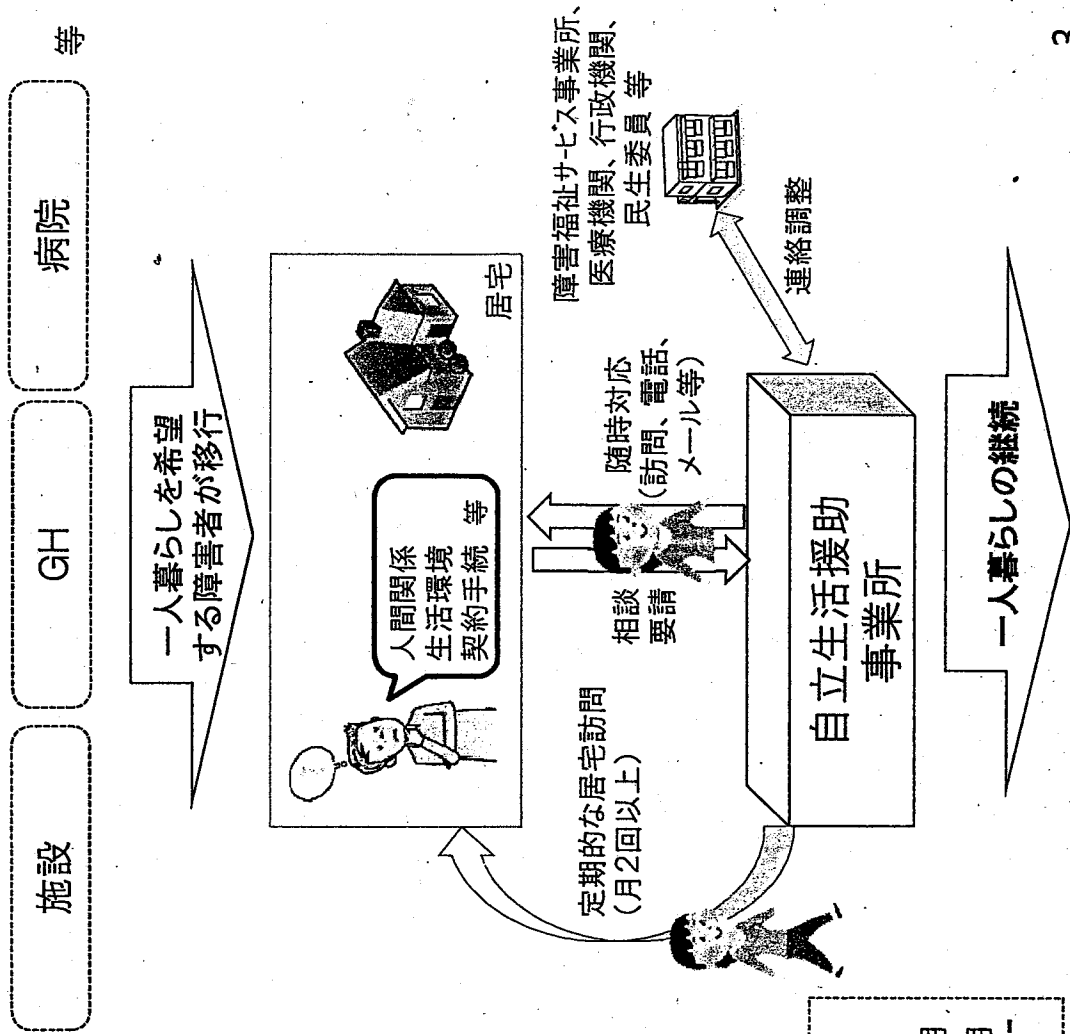 施設
GH
病院
等
一人暮らしを希望
する障害者が移行
人間関係
生活環境
契約手続 等
居宅
定期的な居宅訪問
(月2回以上)
相談
要請
随時対応
(訪問、電話、
メール等)
障害福祉サービス事業所、
医療機関、行政機関、
民生委員 等
連絡調整
自立生活援助
事業所
一人暮らしの継続